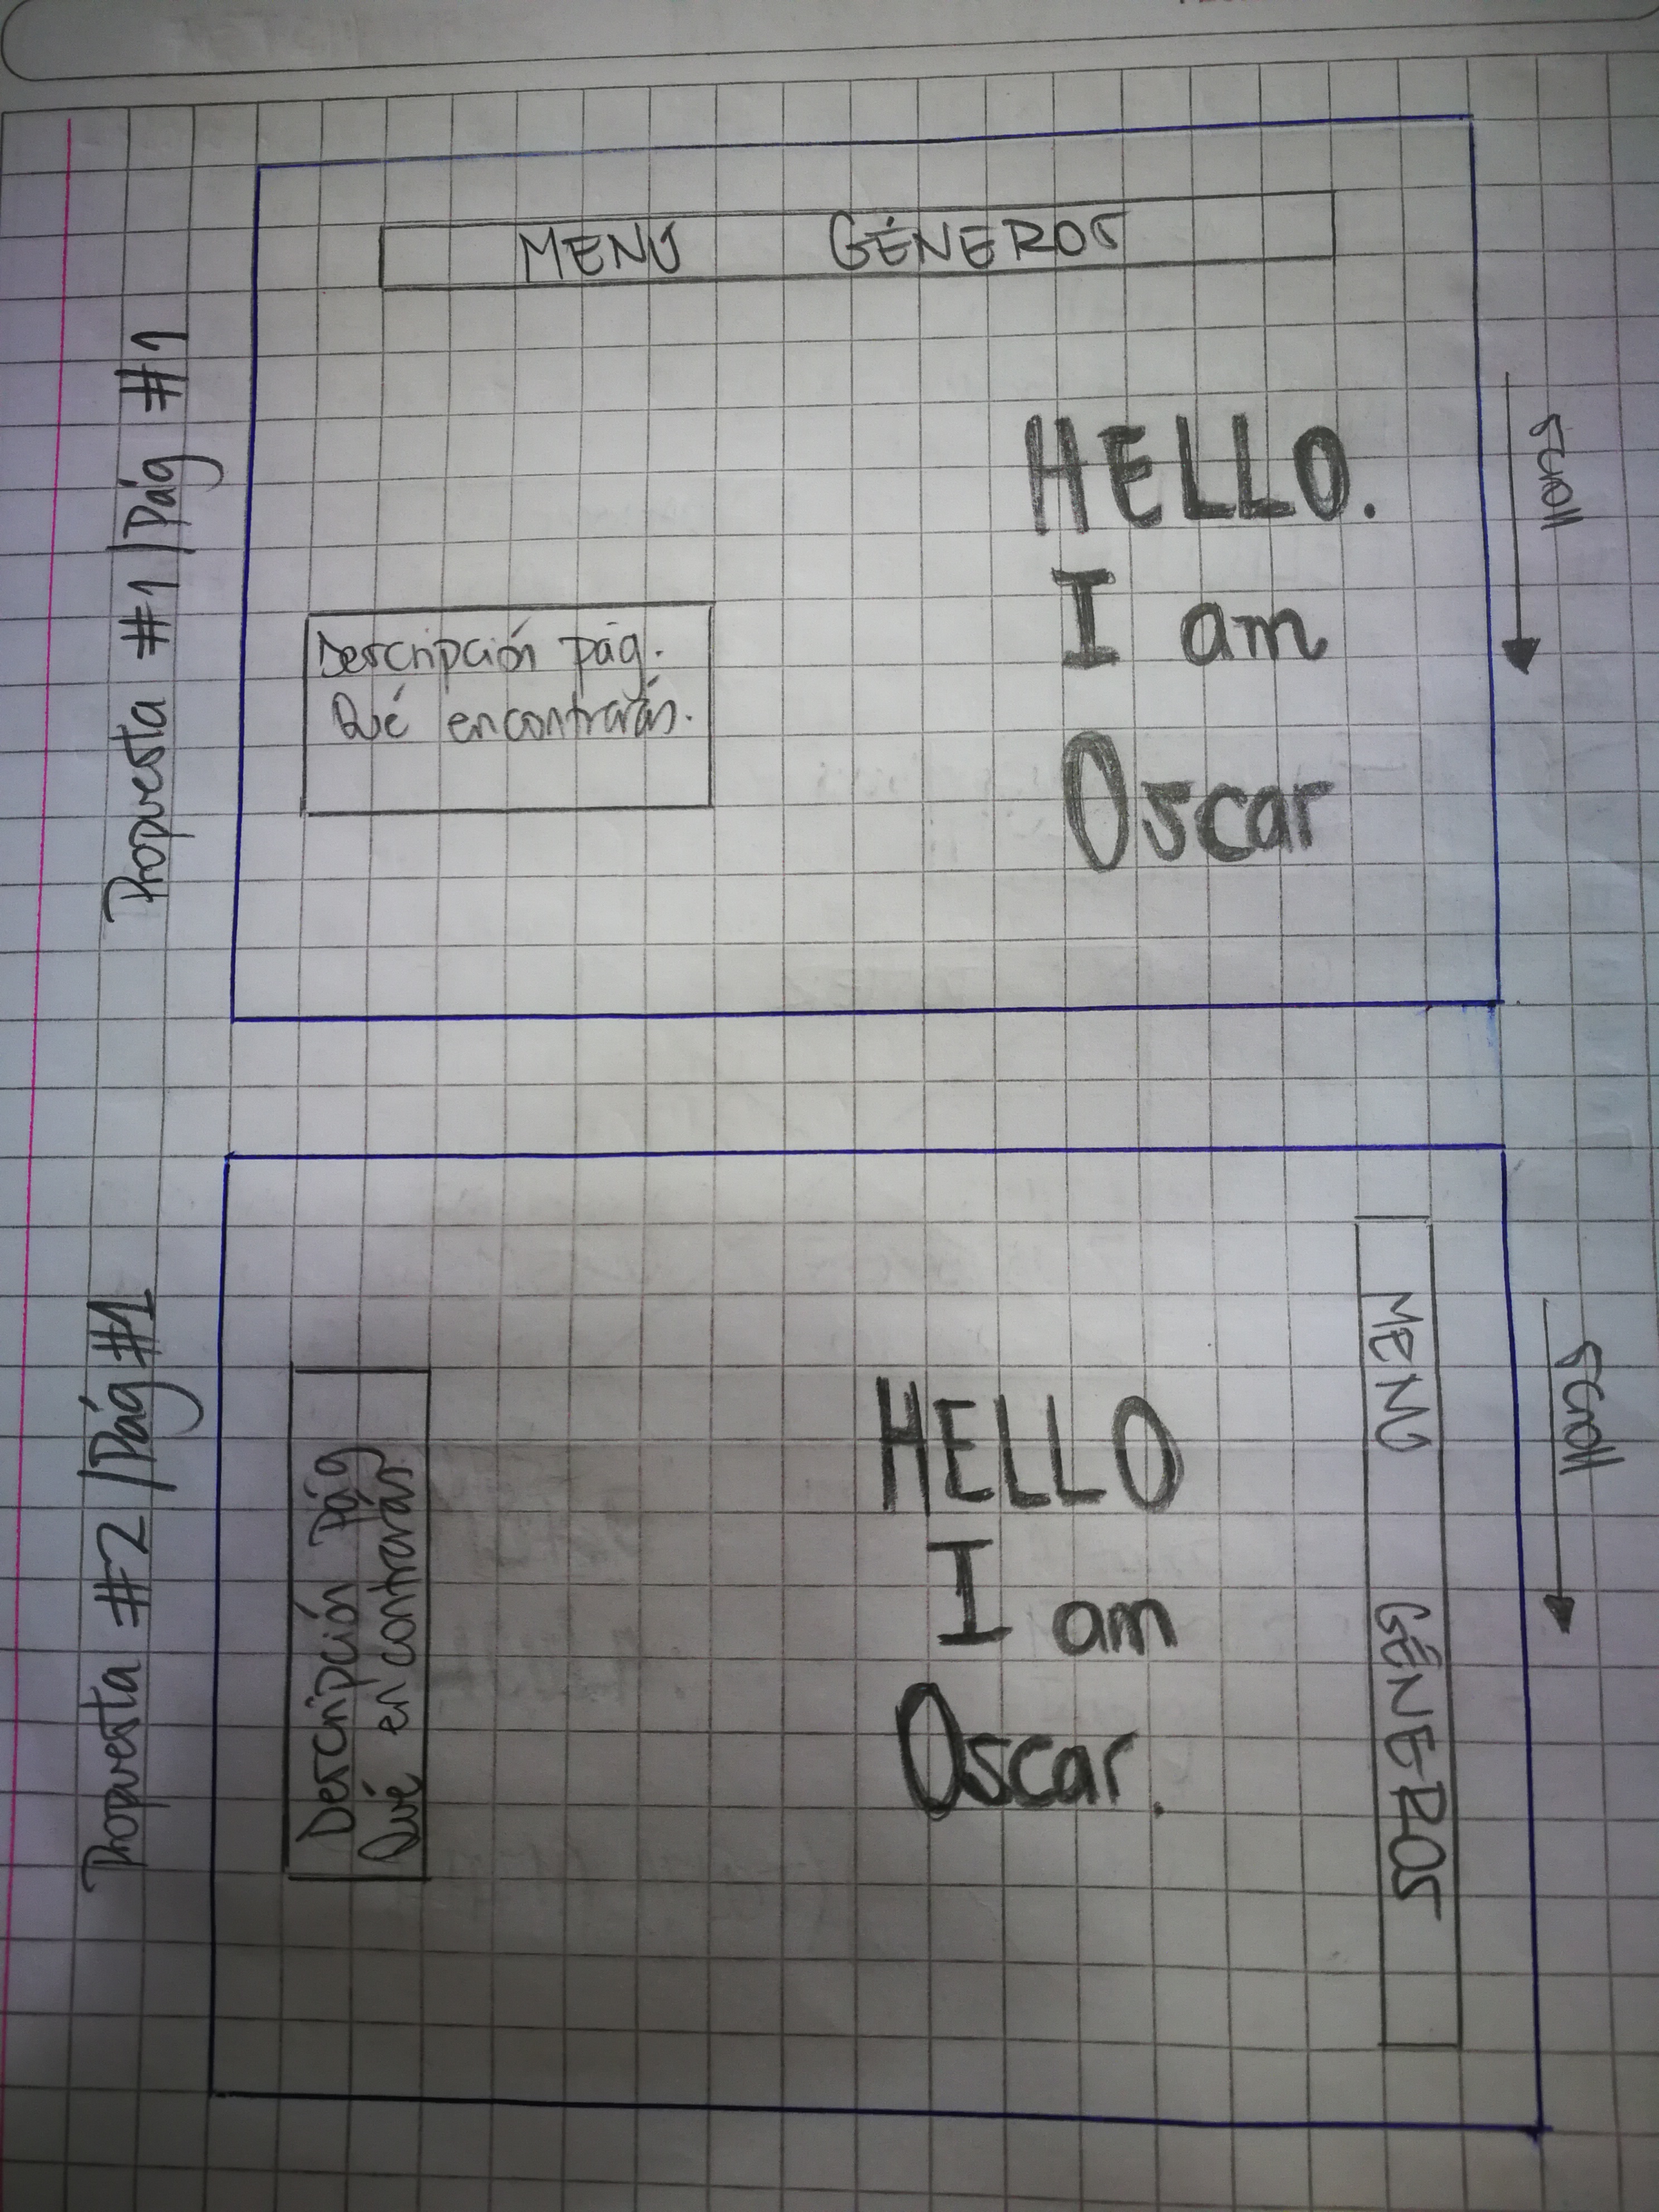 Propuesta #1 / Pág #1
MENU GÉNEROS
HELLO.
I am
Oscar
Descripción pág.
Qué encontrarás.
scroll
Propuesta #2 / Pág #1
MENU GÉNEROS
HELLO
I am
Oscar.
Descripción Pág
Qué encontrarás
scroll